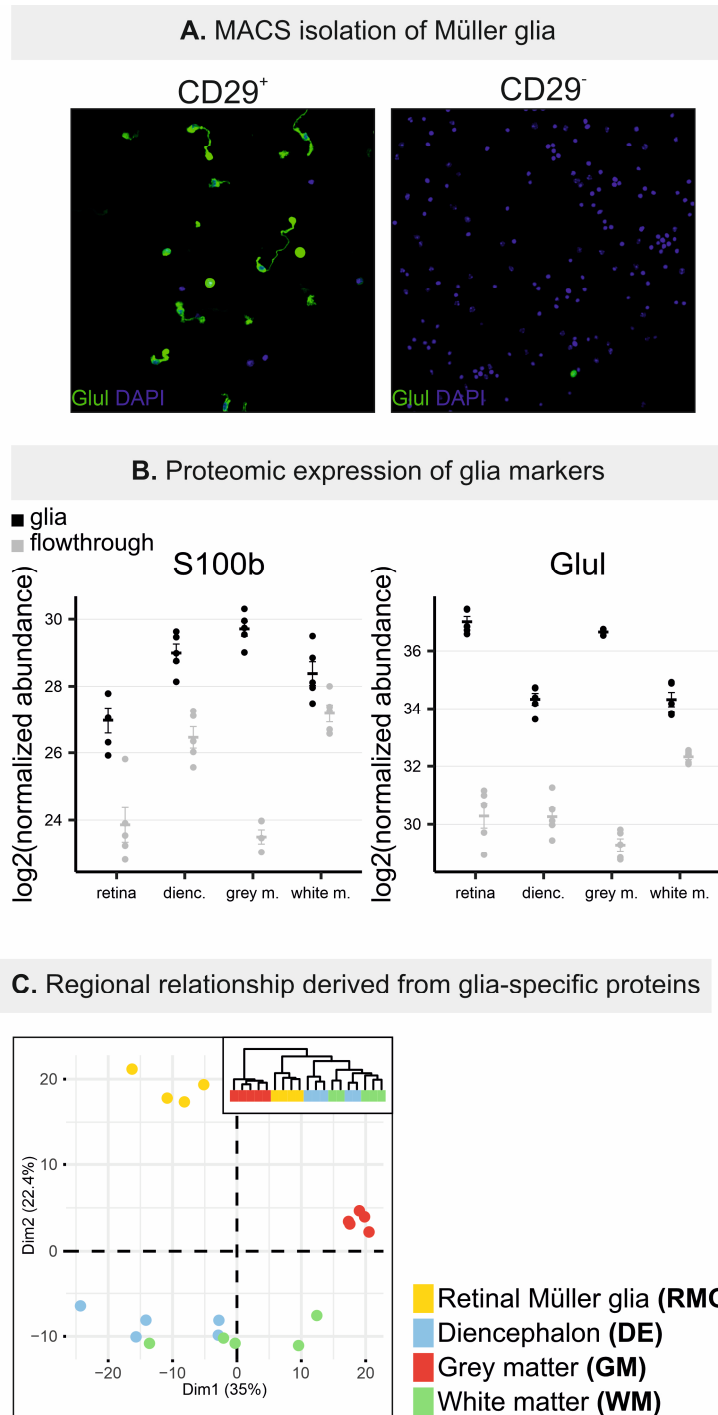 A. MACS isolation of Müller glia
CD29+
CD29-
Glul DAPI
Glul DAPI
B. Proteomic expression of glia markers
glia
flowthrough
S100b
log2(normalized abundance)
30
28
26
24
retina dienc. grey m. white m.
Glul
log2(normalized abundance)
36
34
32
30
retina dienc. grey m. white m.
C. Regional relationship derived from glia-specific proteins
Dim2 (22.4%)
20
10
0
−10
−20 −10 0 10 20
Dim1 (35%)
Retinal Müller glia (RMG
Diencephalon (DE)
Grey matter (GM)
White matter (WM)